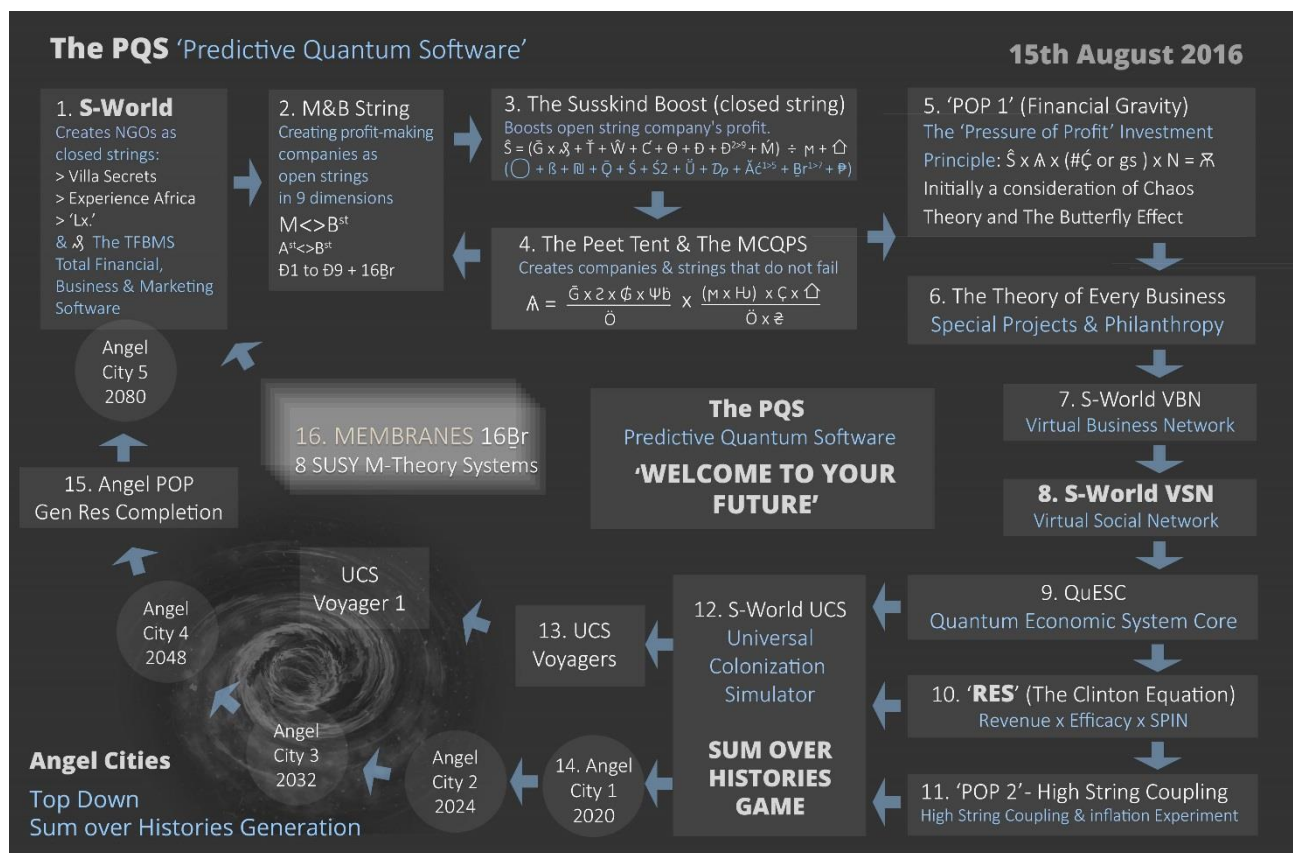 The PQS 'Predictive Quantum Software'
15th August 2016
1. S-World
Creates NGOs as
closed strings:
> Villa Secrets
> Experience Africa
> 'Lx.'
& The TFBMS
Total Financial,
Business & Marketing
Software
2. M&B String
Creating profit-making
companies as
open strings
in 9 dimensions
M<>Bˢᵗ
Aˢᵗ<>Bˢᵗ
Đ1 to Đ9 + 16Ḇr
3. The Susskind Boost (closed string)
Boosts open string company's profit.
4. The Peet Tent & The MCQPS
Creates companies & strings that do not fail
5. 'POP 1' (Financial Gravity)
The 'Pressure of Profit' Investment
Initially a consideration of Chaos
Theory and The Butterfly Effect
6. The Theory of Every Business
Special Projects & Philanthropy
7. S-World VBN
Virtual Business Network
8. S-World VSN
Virtual Social Network
9. QuESC
Quantum Economic System Core
10. 'RES' (The Clinton Equation)
Revenue x Efficacy x SPIN
11. 'POP 2'- High String Coupling
High String Coupling & inflation Experiment
12. S-World UCS
Universal
Colonization
Simulator
SUM OVER
HISTORIES
GAME
13. UCS
Voyagers
UCS
Voyager 1
14. Angel
City 1
2020
Angel
City 2
2024
Angel
City 3
2032
Angel
City 4
2048
15. Angel POP
Gen Res Completion
Angel
City 5
2080
16. MEMBRANES 16Ḇr
8 SUSY M-Theory Systems
The PQS
Predictive Quantum Software
'WELCOME TO YOUR
FUTURE'
Angel Cities
Top Down
Sum over Histories Generation